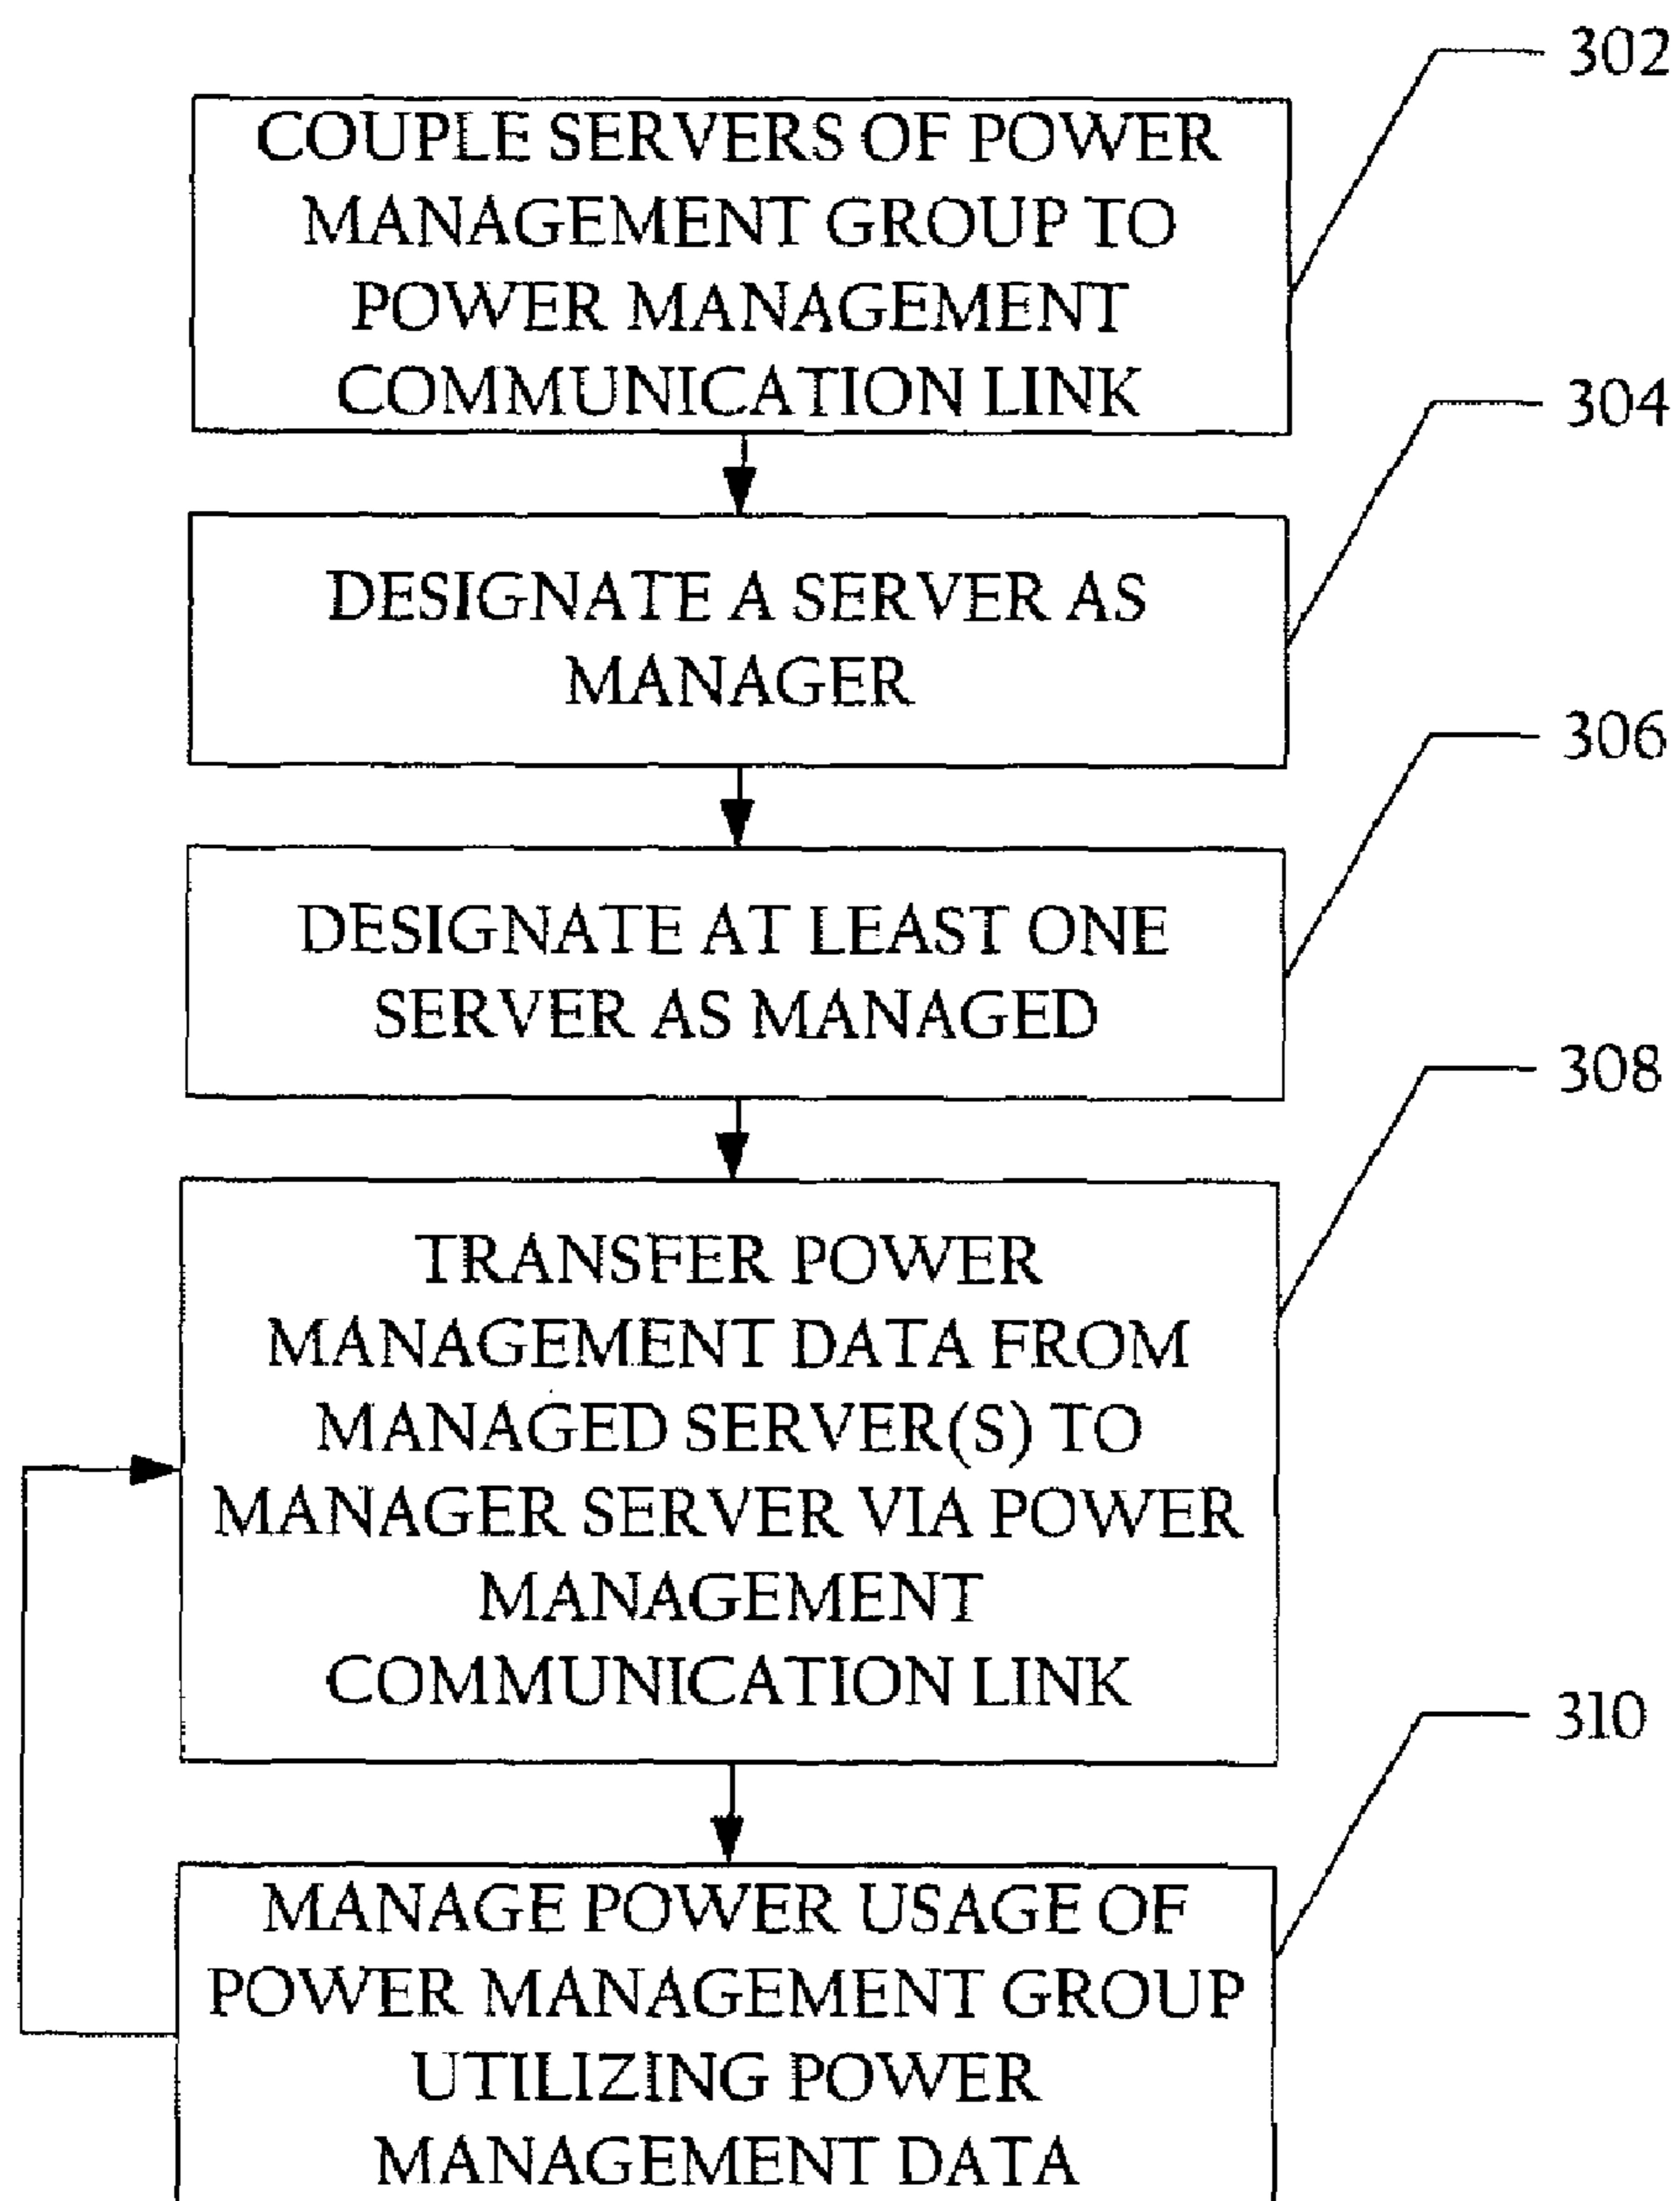 302
COUPLE SERVERS OF POWER
MANAGEMENT GROUP TO
POWER MANAGEMENT
COMMUNICATION LINK
304
DESIGNATE A SERVER AS
MANAGER
306
DESIGNATE AT LEAST ONE
SERVER AS MANAGED
308
TRANSFER POWER
MANAGEMENT DATA FROM
MANAGED SERVER(S) TO
MANAGER SERVER VIA POWER
MANAGEMENT
COMMUNICATION LINK
310
MANAGE POWER USAGE OF
POWER MANAGEMENT GROUP
UTILIZING POWER
MANAGEMENT DATA